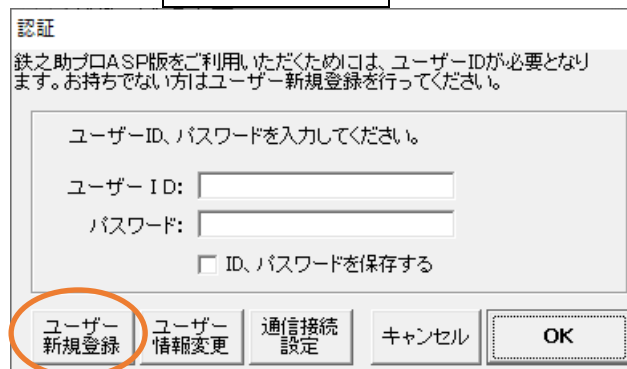 認証
鉄之助プロASP版をご利用いただくためには、ユーザーIDが必要となり
ます。お持ちでない方はユーザー新規登録を行ってください。
ユーザーID、パスワードを入力してください。
ユーザーＩD:
パスワード:
ID、パスワードを保存する
ユーザー
新規登録
ユーザー
情報変更
通信接続
設定
キャンセル
OK